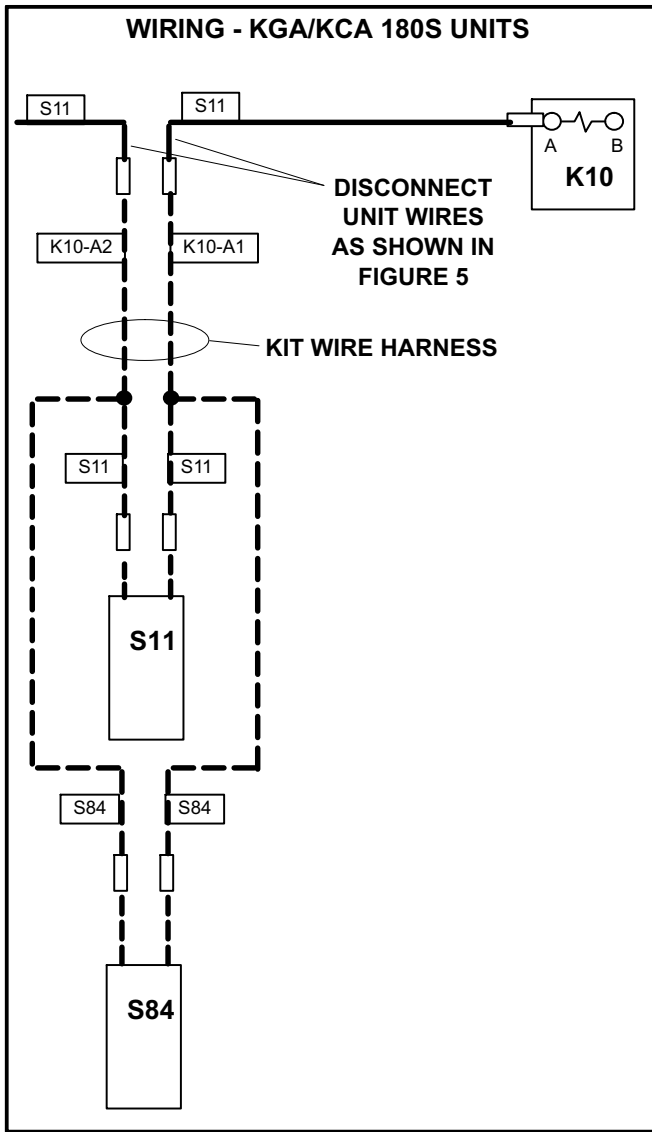 WIRING - KGA/KCA 180S UNITS
S11
S11
A
B
K10
DISCONNECT
UNIT WIRES
AS SHOWN IN
FIGURE 5
K10-A2
K10-A1
KIT WIRE HARNESS
S11
S11
S11
S84
S84
S84